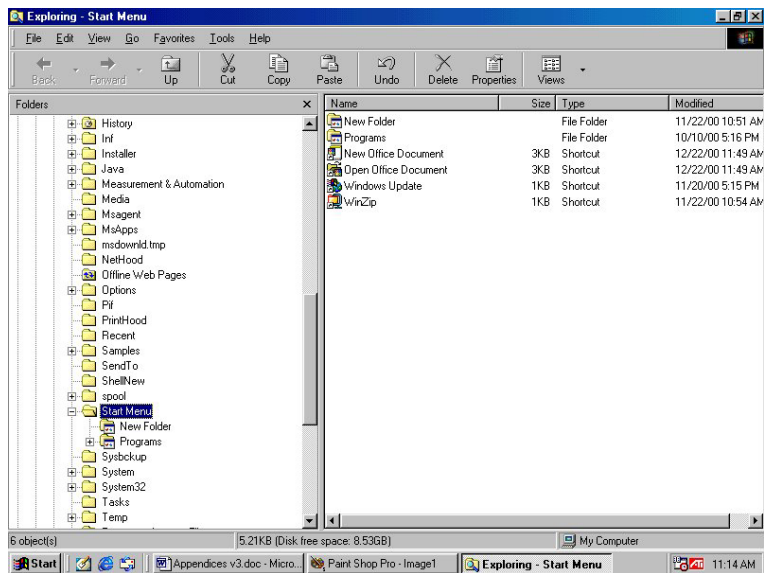 Exploring - Start Menu
File Edit View Go Favorites Tools Help
Back Forward Up Cut Copy Paste Undo Delete Properties Views
Folders
History
Inf
Installer
Java
Measurement & Automation
Media
Msagent
MsApps
msdownld.tmp
NetHood
Offline Web Pages
Options
Pif
PrintHood
Recent
Samples
SendTo
ShellNew
spool
Start Menu
New Folder
Programs
Sysbckup
System
System32
Tasks
Temp
Name Size Type Modified
New Folder File Folder 11/22/00 10:51 AM
Programs File Folder 10/10/00 5:16 PM
New Office Document 3KB Shortcut 12/22/00 11:49 AM
Open Office Document 3KB Shortcut 12/22/00 11:49 AM
Windows Update 1KB Shortcut 11/20/00 5:15 PM
WinZip 1KB Shortcut 11/22/00 10:54 AM
6 object(s) 5.21KB (Disk free space: 8.53GB) My Computer
Start Appendices v3.doc - Micro... Paint Shop Pro - Image1 Exploring - Start Menu 11:14 AM